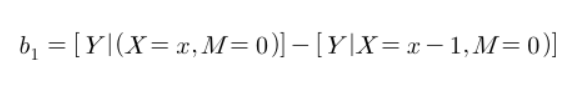 b₁ = [Y|(X = x, M = 0)] − [Y|X = x − 1, M = 0)]